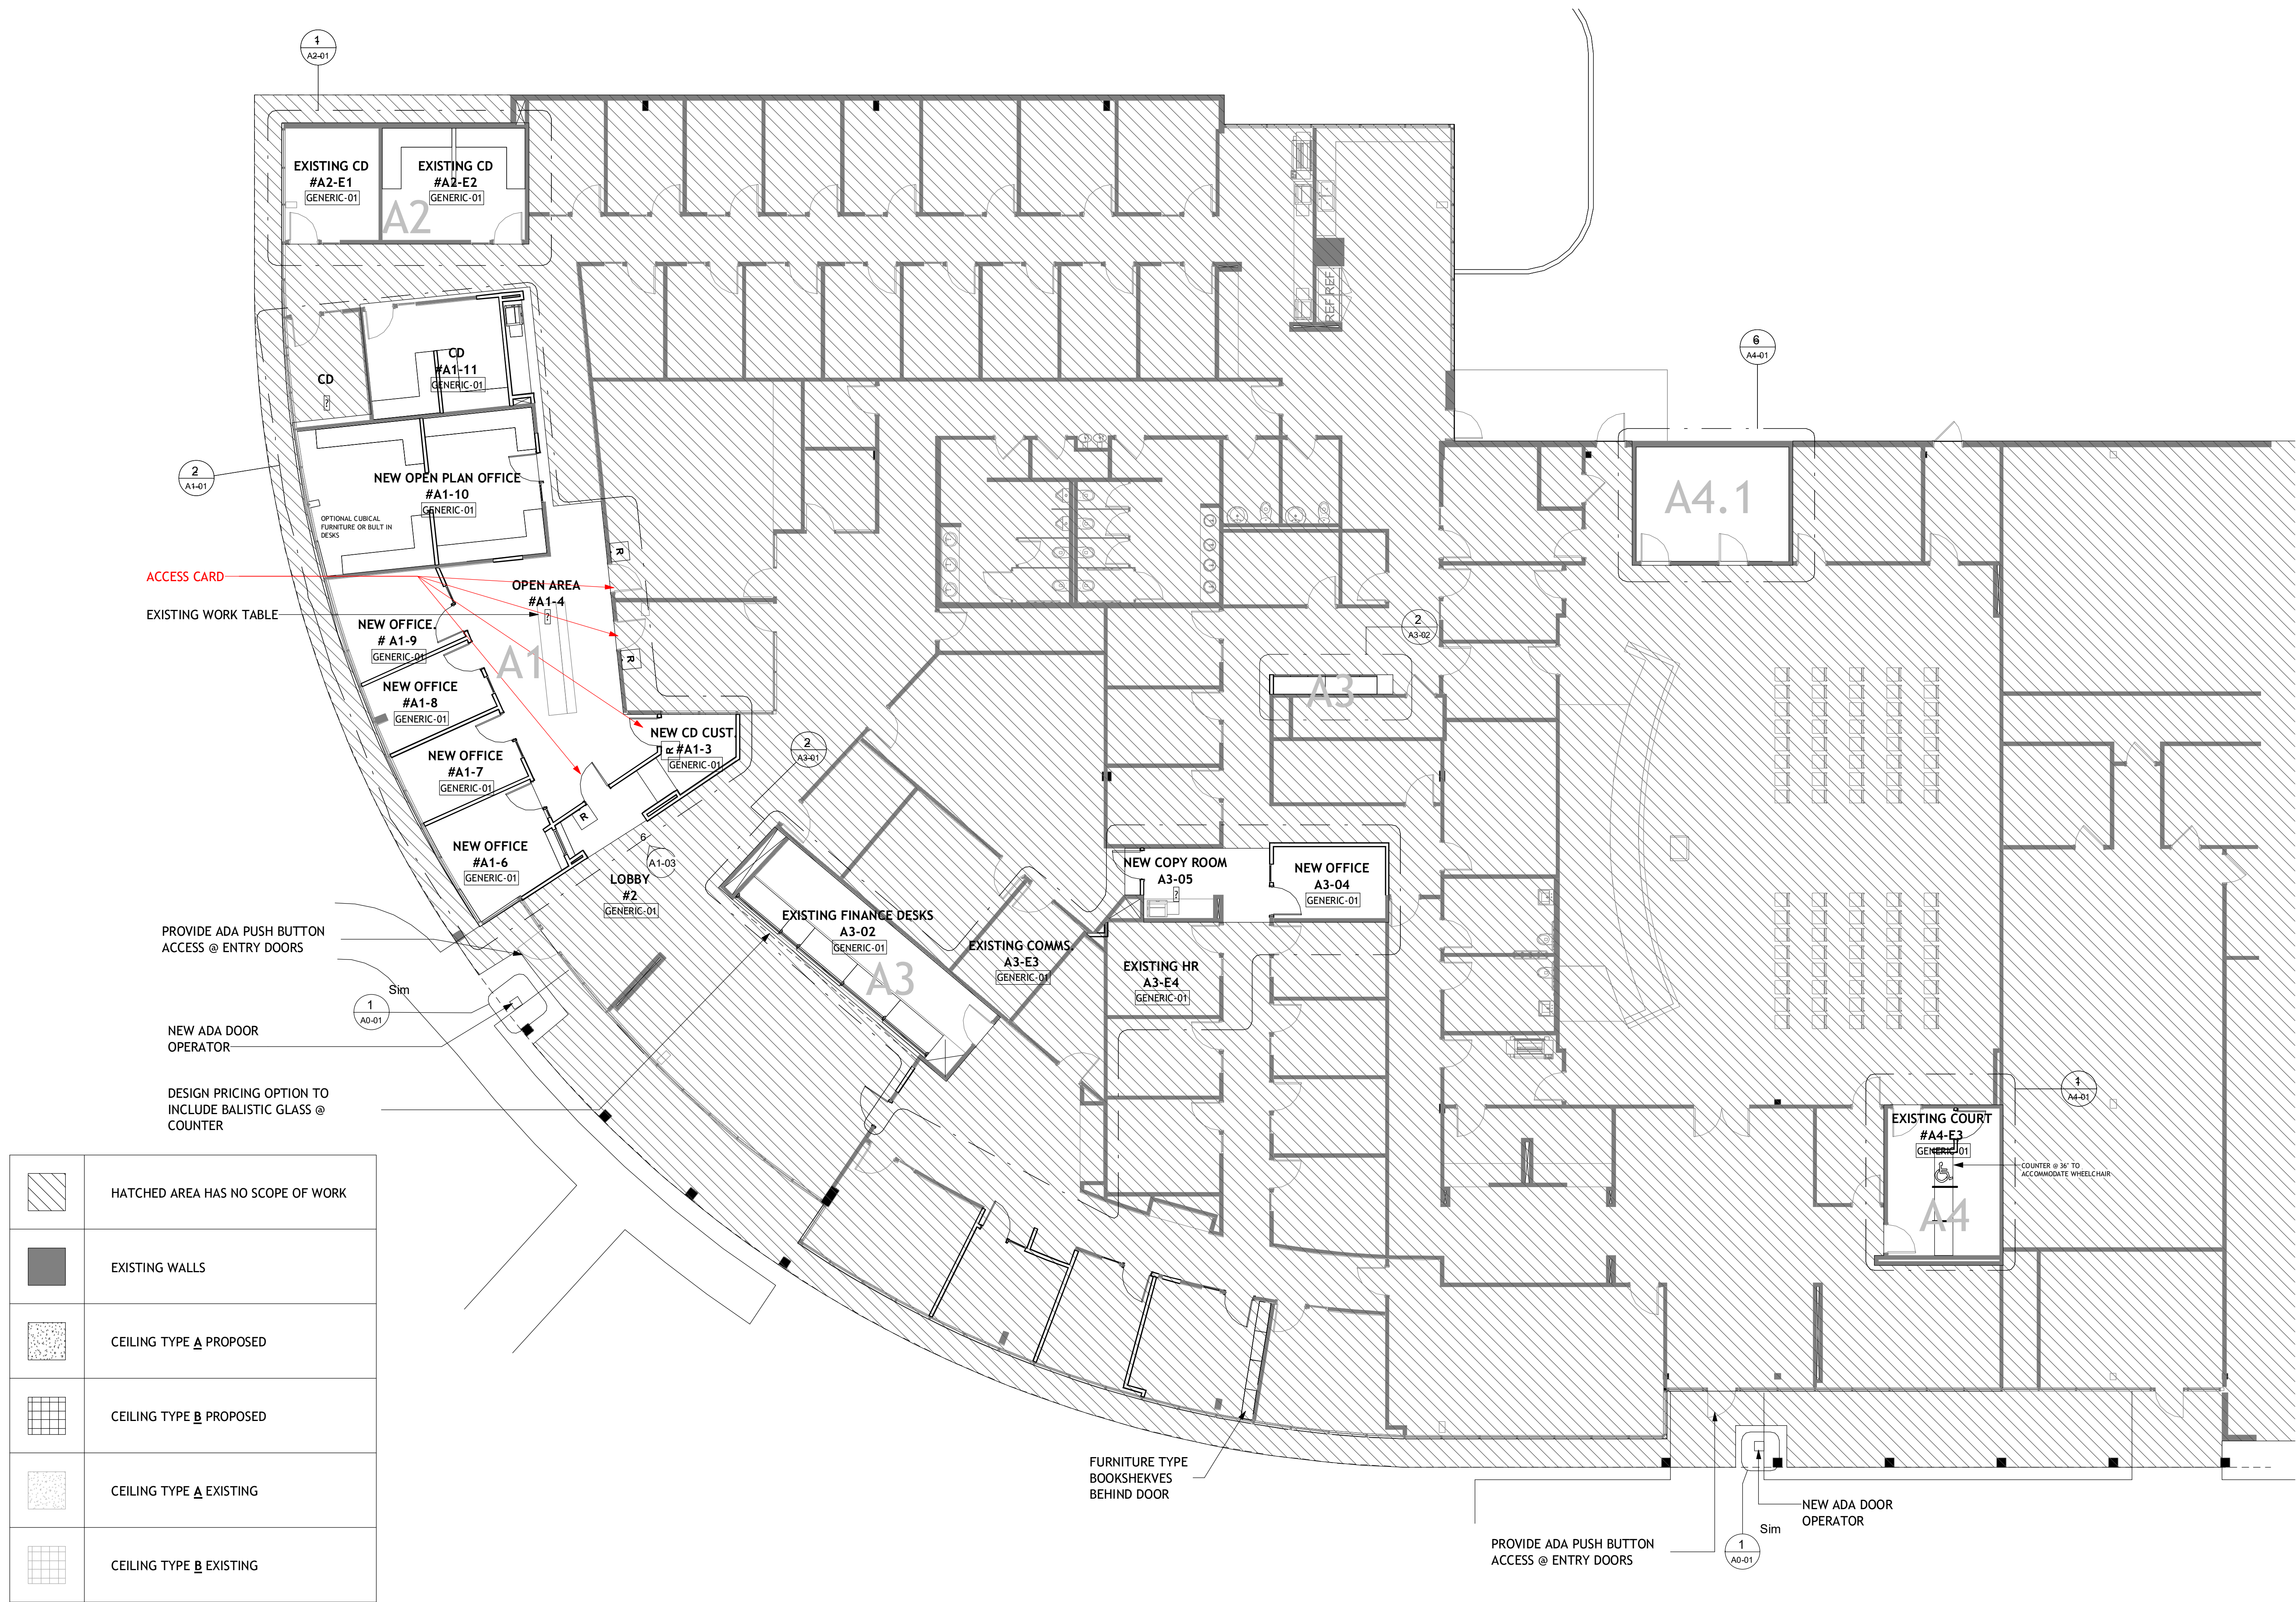 1
A2-01
EXISTING CD
#A2-E1
GENERIC-01
EXISTING CD
#A2-E2
GENERIC-01
A2
REF.
REF.
6
A4-01
CD
#A1-11
GENERIC-01
CD
?
2
A1-01
NEW OPEN PLAN OFFICE
#A1-10
GENERIC-01
OPTIONAL CUBICAL
FURNITURE OR BULT IN
DESKS
A4.1
R
ACCESS CARD
OPEN AREA
#A1-4
?
EXISTING WORK TABLE
NEW OFFICE.
# A1-9
GENERIC-01
A1
R
2
A3-02
A3
NEW OFFICE
#A1-8
GENERIC-01
NEW CD CUST.
#A1-3
R
GENERIC-01
2
A3-01
NEW OFFICE
#A1-7
GENERIC-01
R
6
A1-03
NEW OFFICE
#A1-6
GENERIC-01
LOBBY
#2
GENERIC-01
NEW COPY ROOM
A3-05
?
NEW OFFICE
A3-04
GENERIC-01
EXISTING FINANCE DESKS
A3-02
GENERIC-01
A3
EXISTING COMMS.
A3-E3
GENERIC-01
EXISTING HR
A3-E4
GENERIC-01
PROVIDE ADA PUSH BUTTON
ACCESS @ ENTRY DOORS
Sim
1
A0-01
NEW ADA DOOR
OPERATOR
DESIGN PRICING OPTION TO
INCLUDE BALISTIC GLASS @
COUNTER
1
A4-01
EXISTING COURT
#A4-E3
GENERIC-01
COUNTER @ 36" TO
ACCOMMODATE WHEELCHAIR
A4
HATCHED AREA HAS NO SCOPE OF WORK
EXISTING WALLS
CEILING TYPE A PROPOSED
CEILING TYPE B PROPOSED
CEILING TYPE A EXISTING
CEILING TYPE B EXISTING
FURNITURE TYPE
BOOKSHEKVES
BEHIND DOOR
NEW ADA DOOR
OPERATOR
Sim
1
A0-01
PROVIDE ADA PUSH BUTTON
ACCESS @ ENTRY DOORS